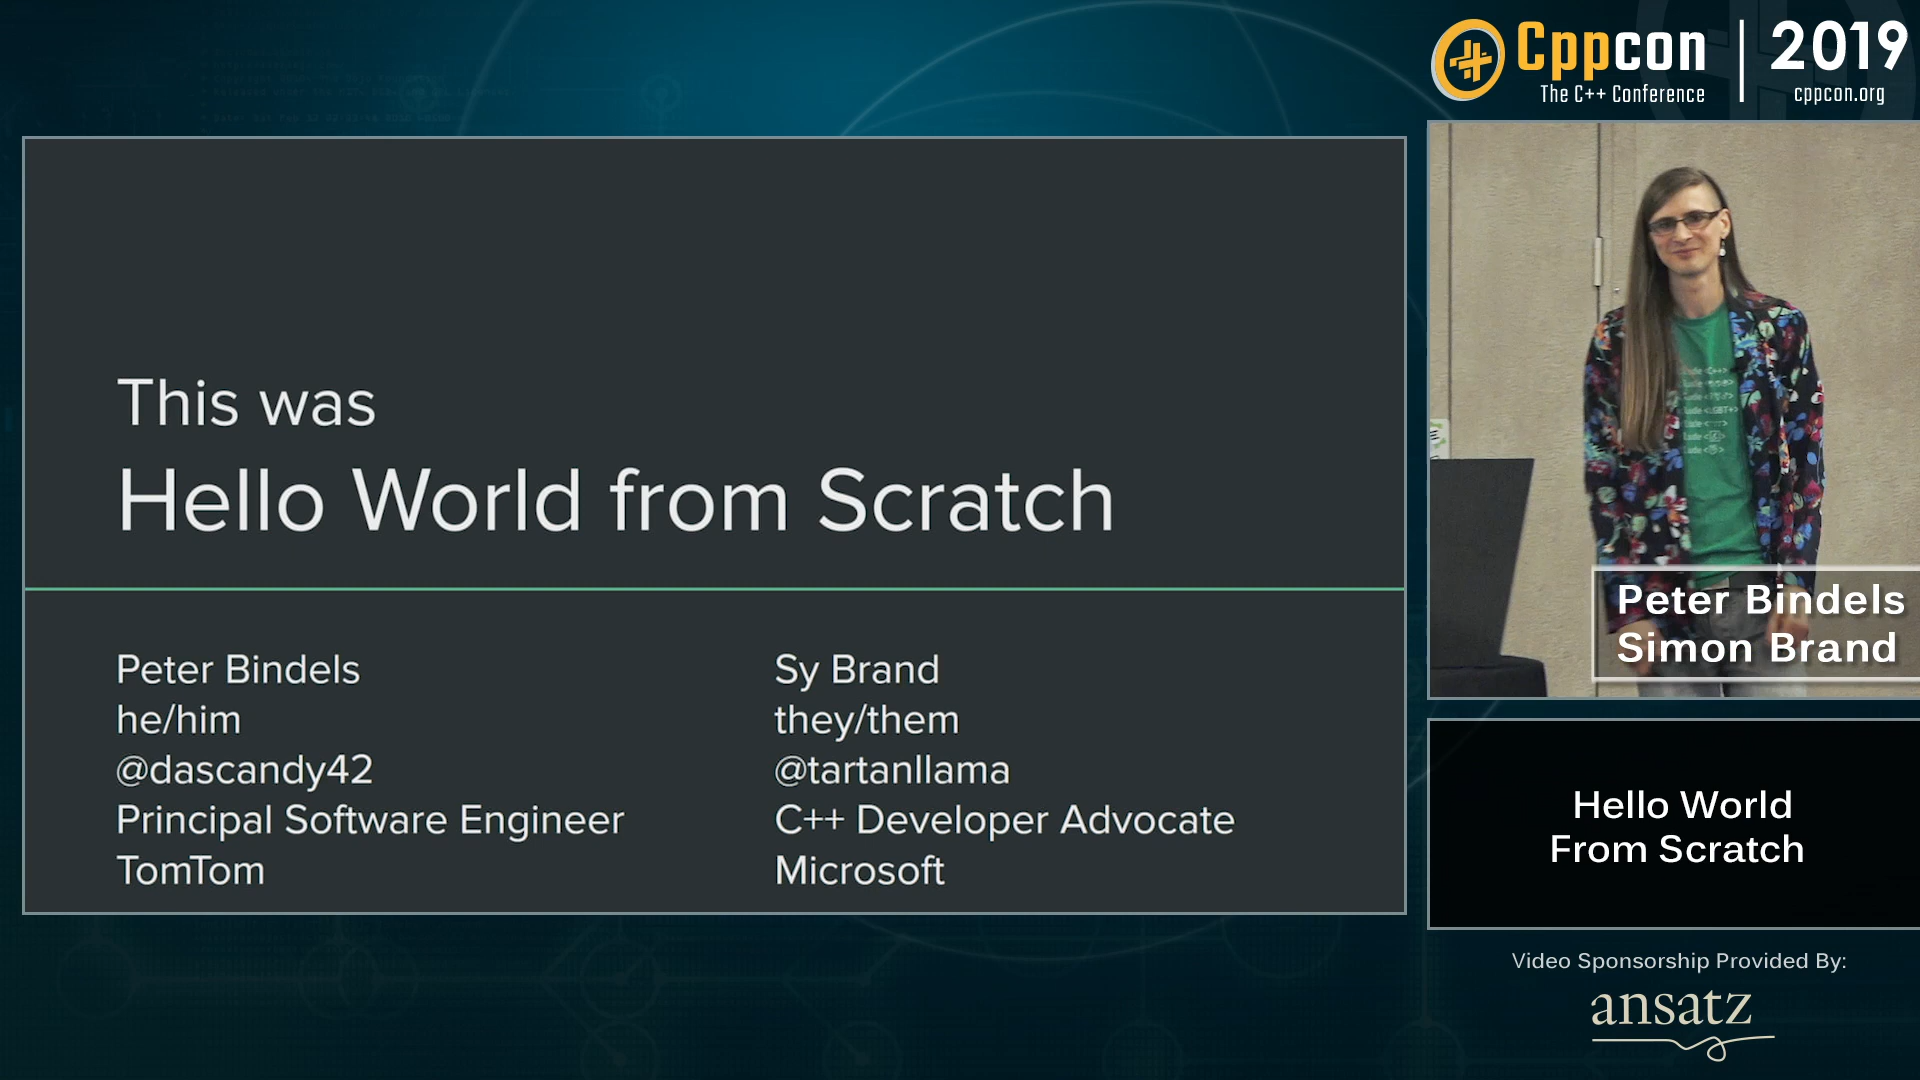 Cppcon
The C++ Conference
2019
cppcon.org
This was
Hello World from Scratch
Peter Bindels
he/him
@dascandy42
Principal Software Engineer
TomTom
Sy Brand
they/them
@tartanllama
C++ Developer Advocate
Microsoft
Peter Bindels
Simon Brand
Hello World
From Scratch
Video Sponsorship Provided By:
ansatz